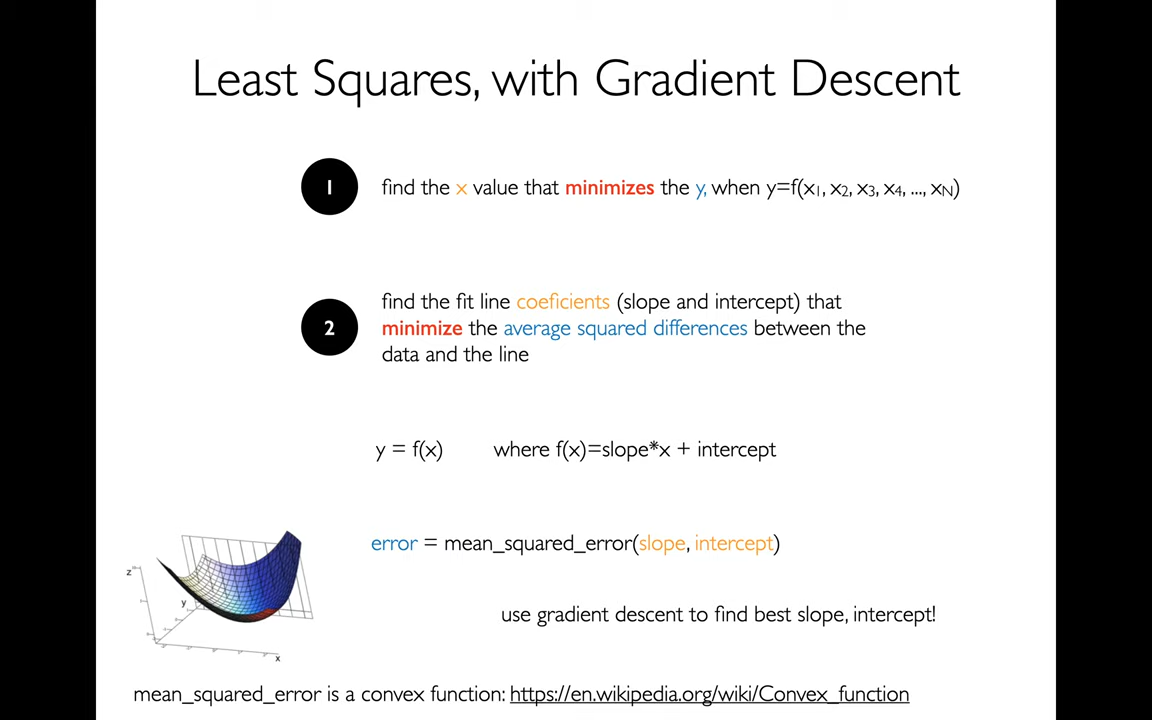 Least Squares, with Gradient Descent
1
find the x value that minimizes the y, when y=f(x1, x2, x3, x4, ..., xN)
2
find the fit line coeficients (slope and intercept) that
minimize the average squared differences between the
data and the line
y = f(x) where f(x)=slope*x + intercept
error = mean_squared_error(slope, intercept)
z
y
x
use gradient descent to find best slope, intercept!
mean_squared_error is a convex function: https://en.wikipedia.org/wiki/Convex_function